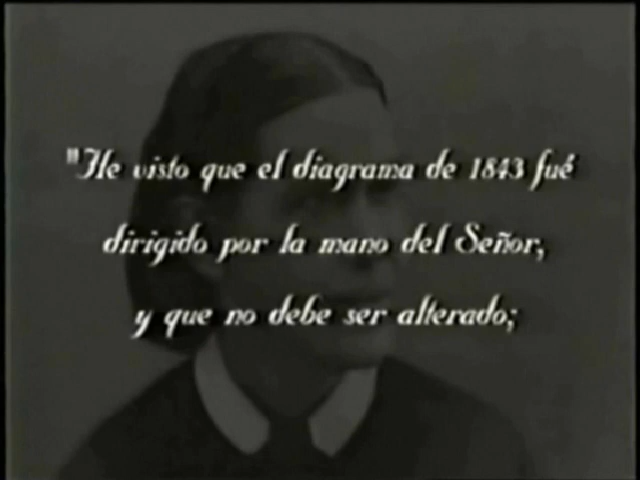 "He visto que el diagrama de 1843 fué
dirigido por la mano del Señor,
y que no debe ser alterado;